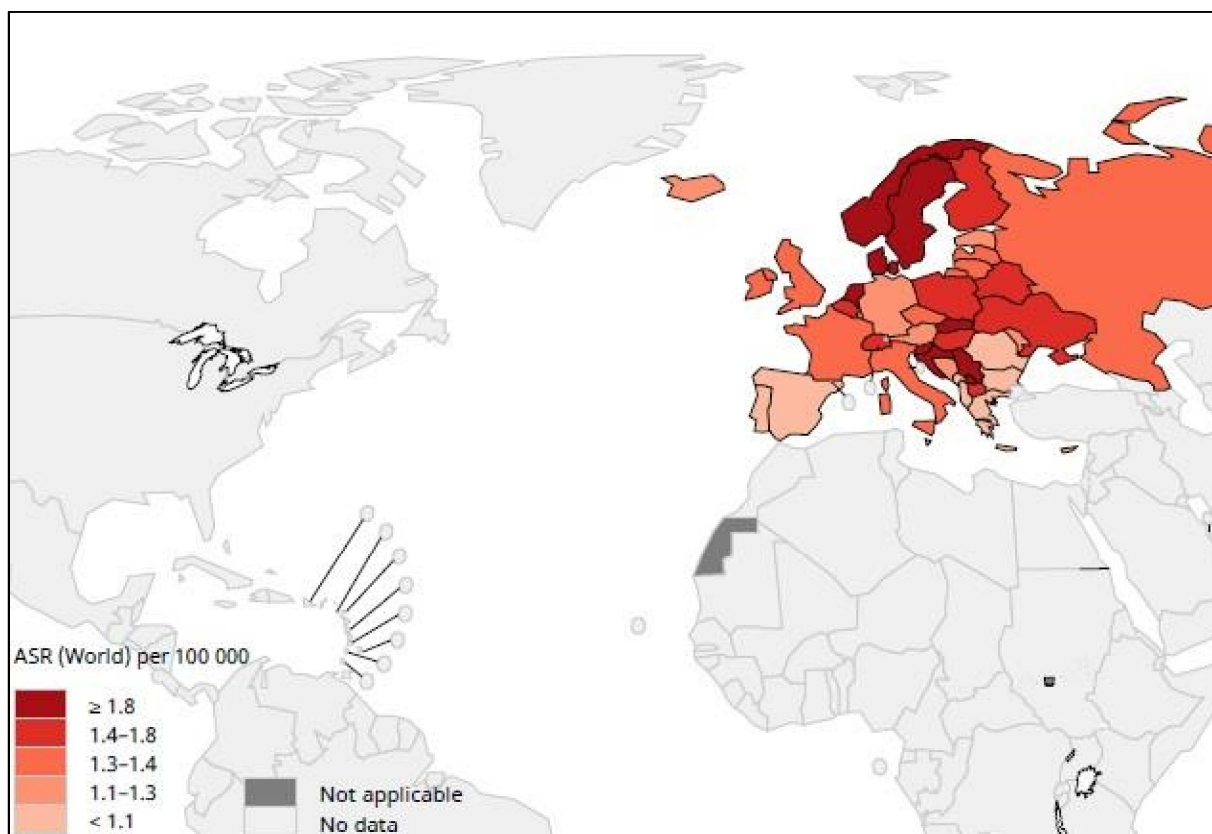 ASR (World) per 100 000
≥ 1.8
1.4–1.8
1.3–1.4
1.1–1.3
< 1.1
Not applicable
No data